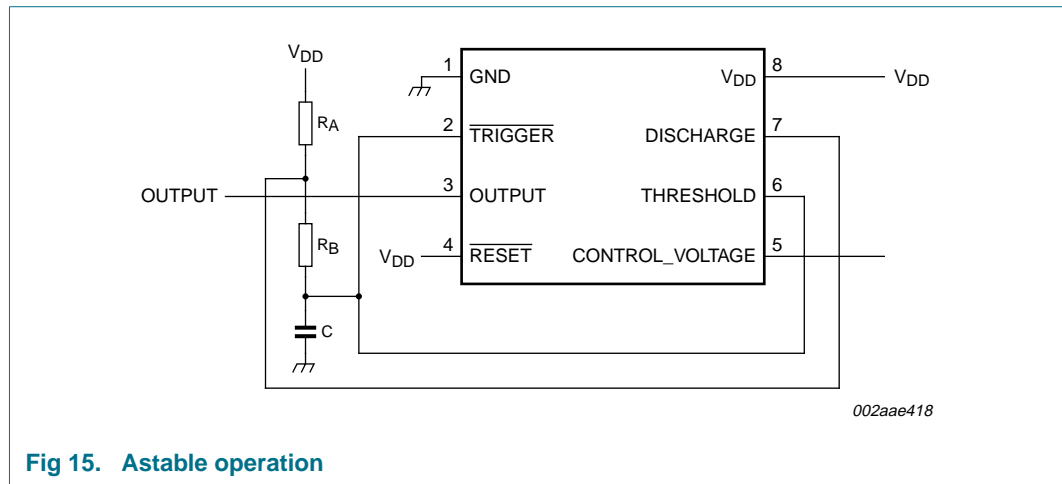 VDD
RA
RB
C
OUTPUT
VDD
1 GND
2 TRIGGER
3 OUTPUT
4 RESET
VDD 8 VDD
DISCHARGE 7
THRESHOLD 6
CONTROL_VOLTAGE 5
002aae418
Fig 15. Astable operation